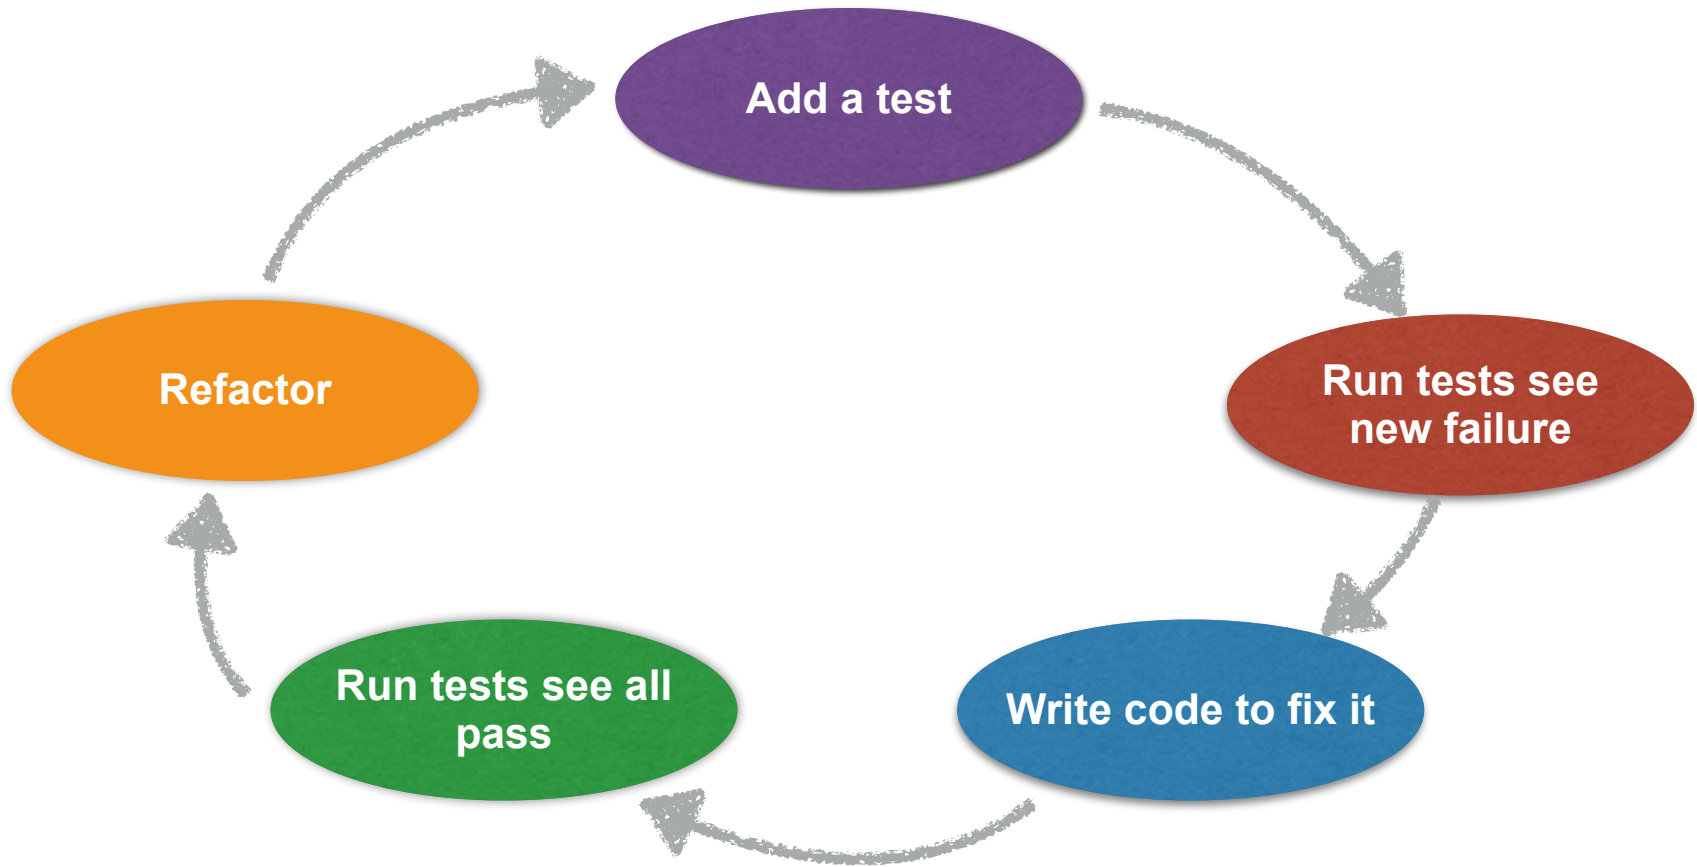 Add a test
Run tests see
new failure
Write code to fix it
Run tests see all
pass
Refactor